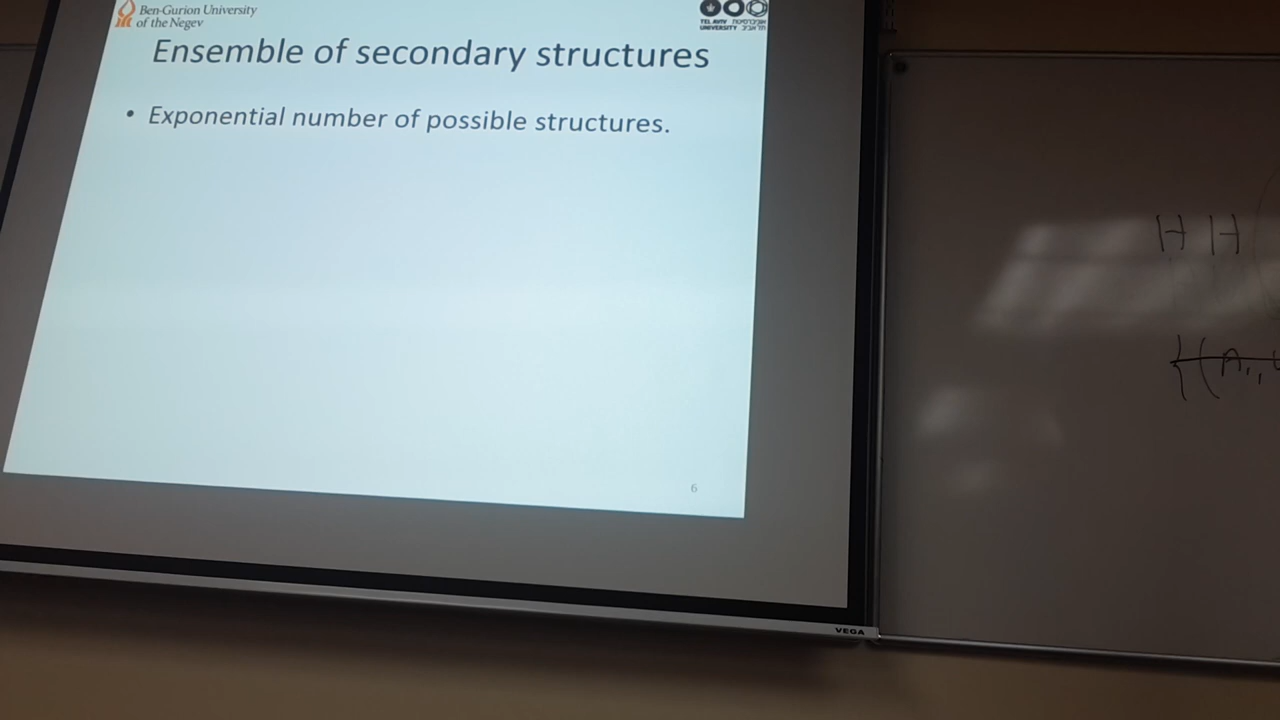 Ben-Gurion University
of the Negev
TEL AVIV אוניברסיטת
UNIVERSITY תל אביב
Ensemble of secondary structures
• Exponential number of possible structures.
6
VEGA
H H
{(A₁,